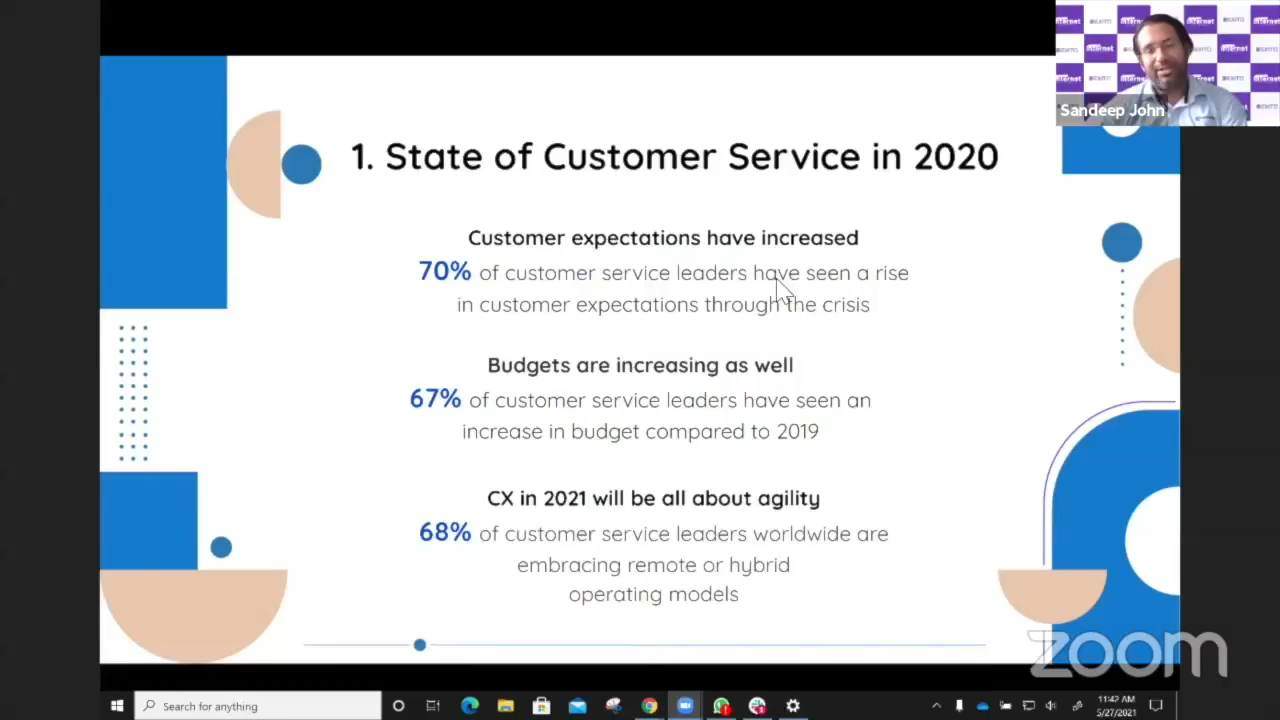 Sandeep John
1. State of Customer Service in 2020
Customer expectations have increased
70% of customer service leaders have seen a rise
in customer expectations through the crisis
Budgets are increasing as well
67% of customer service leaders have seen an
increase in budget compared to 2019
CX in 2021 will be all about agility
68% of customer service leaders worldwide are
embracing remote or hybrid
operating models
zoom
Search for anything
11:42 AM
5/27/2021